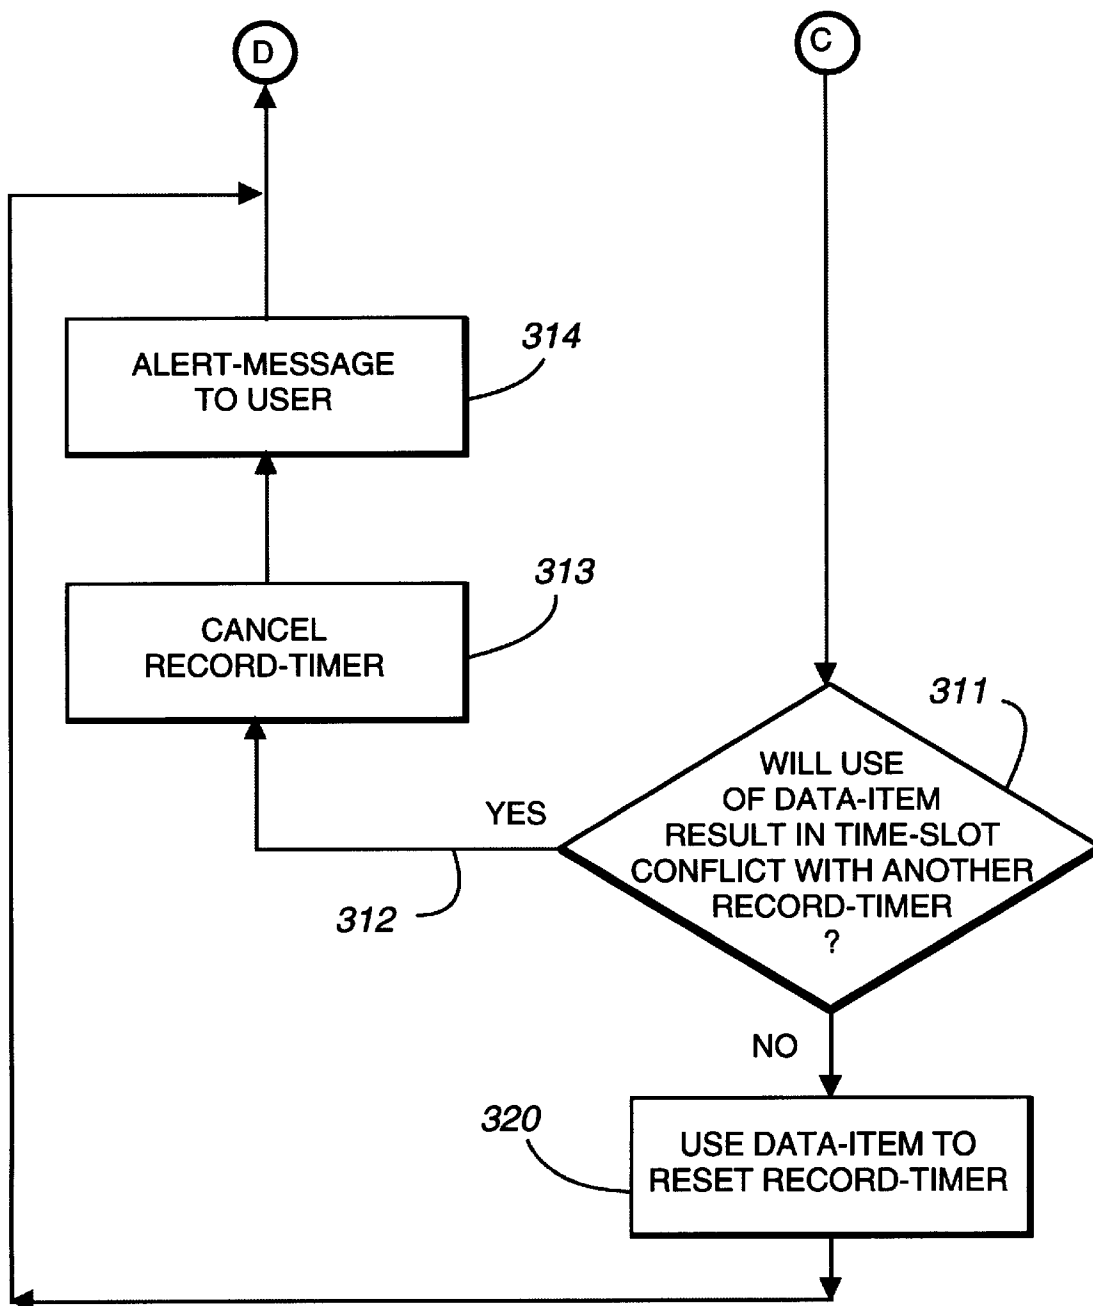 D
C
314
ALERT-MESSAGE
TO USER
313
CANCEL
RECORD-TIMER
311
WILL USE
OF DATA-ITEM
RESULT IN TIME-SLOT
CONFLICT WITH ANOTHER
RECORD-TIMER
?
YES
312
NO
320
USE DATA-ITEM TO
RESET RECORD-TIMER